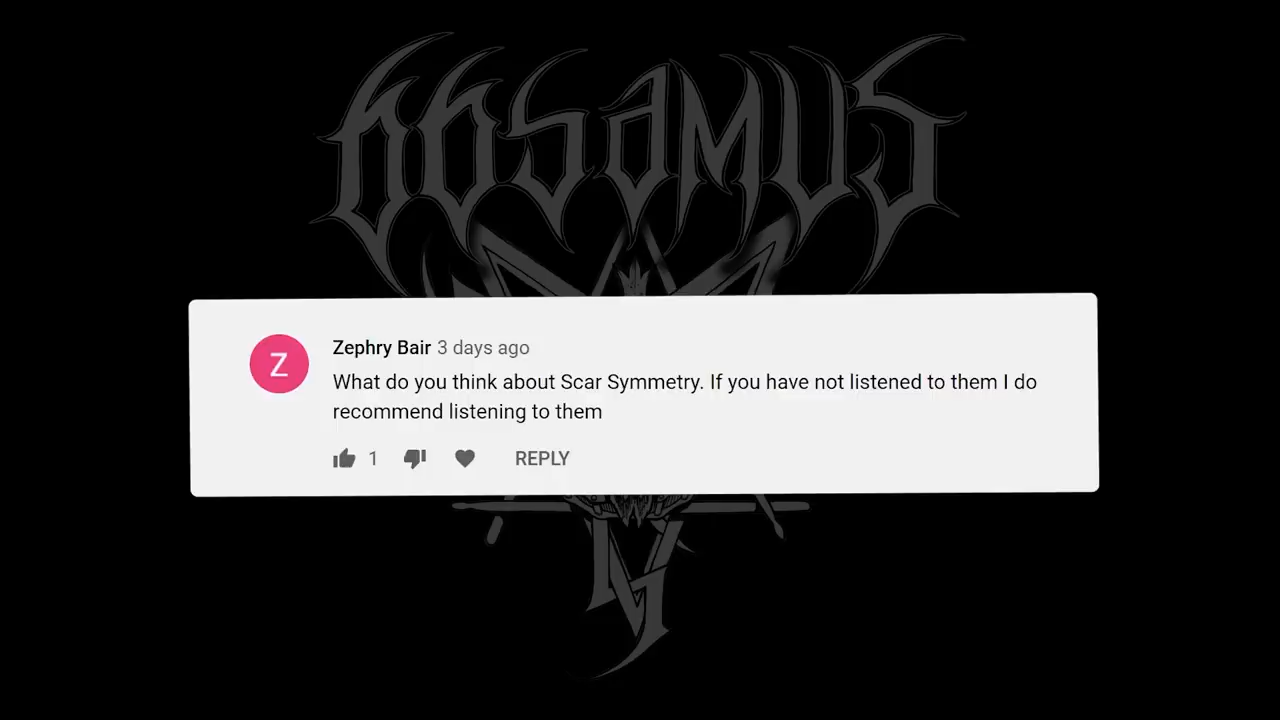 66SAMUS
Z
Zephry Bair 3 days ago
What do you think about Scar Symmetry. If you have not listened to them I do
recommend listening to them
1
REPLY